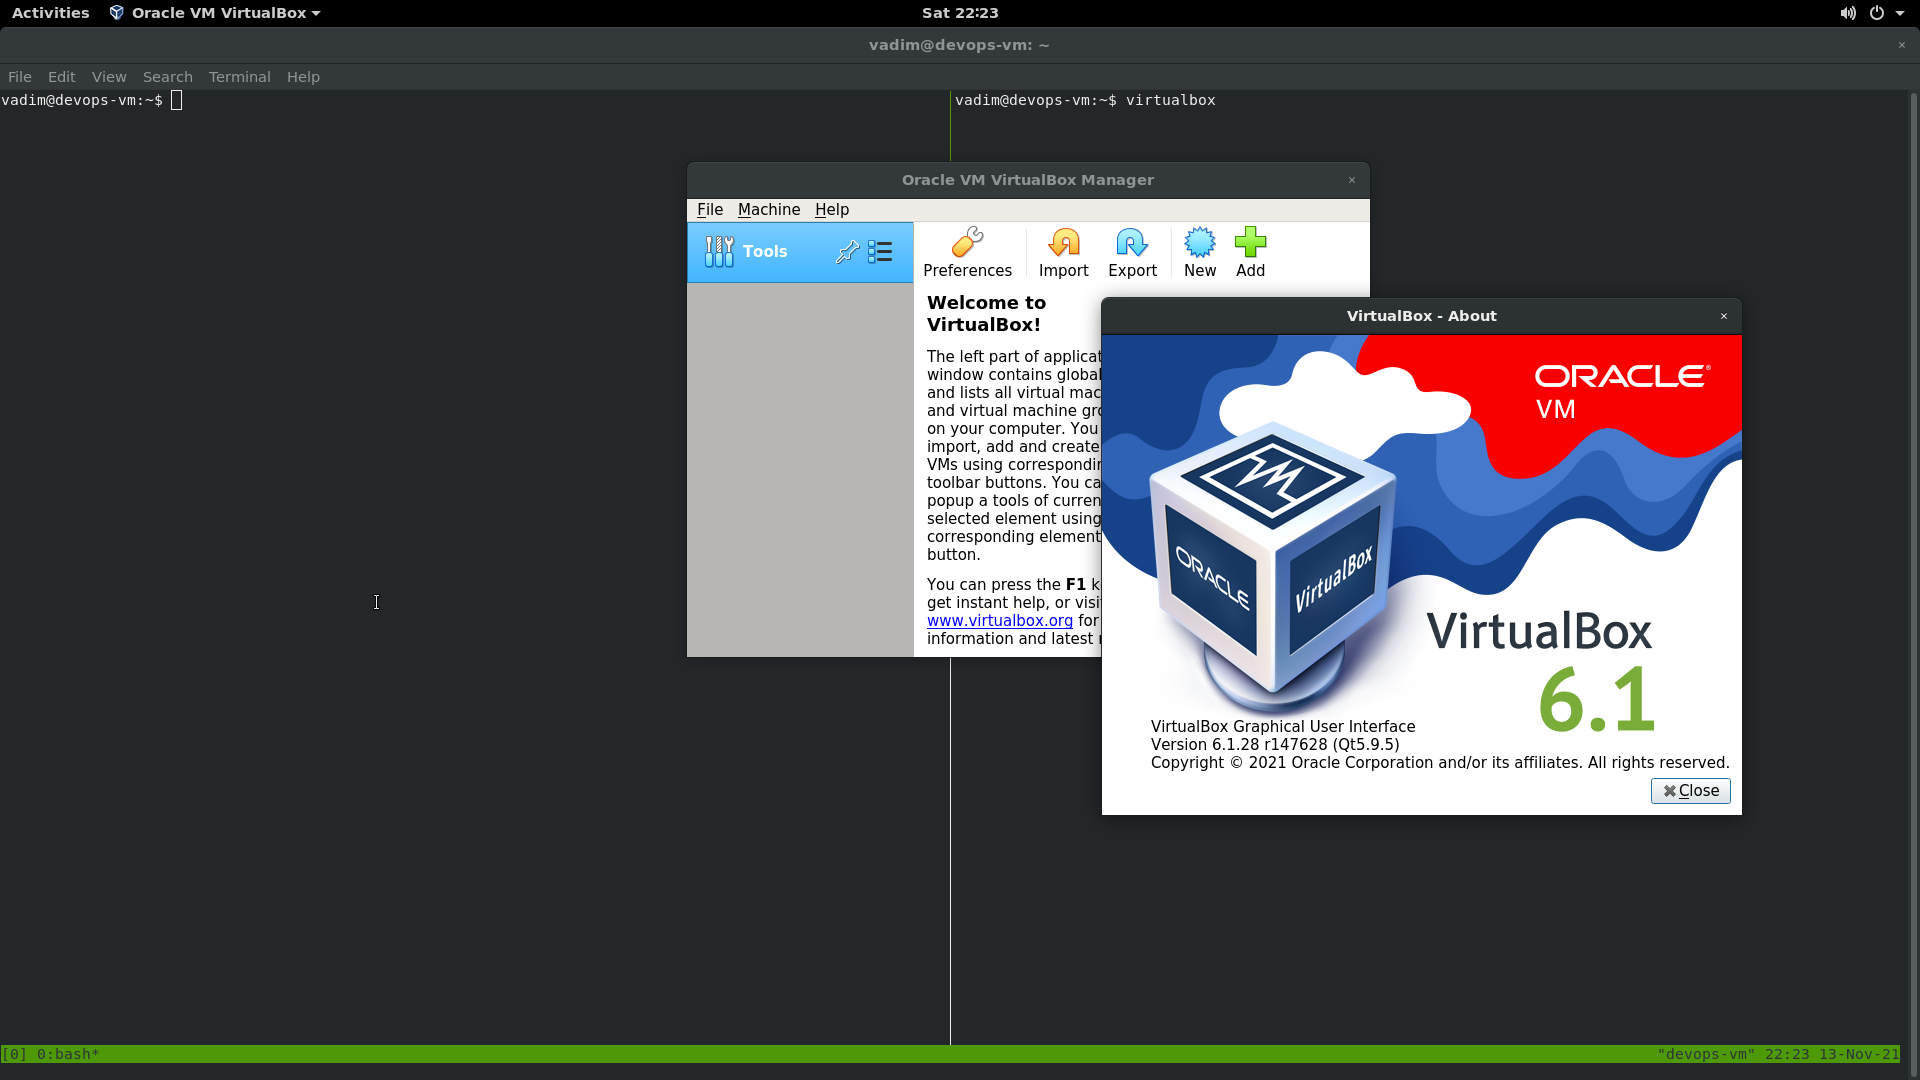 Activities Oracle VM VirtualBox Sat 22:23
vadim@devops-vm: ~ ×
File Edit View Search Terminal Help
vadim@devops-vm:~$
vadim@devops-vm:~$ virtualbox
Oracle VM VirtualBox Manager ×
File Machine Help
Tools
Preferences Import Export New Add
Welcome to
VirtualBox!
The left part of applicat
window contains global
and lists all virtual mac
and virtual machine gro
on your computer. You
import, add and create
VMs using correspondin
toolbar buttons. You ca
popup a tools of curren
selected element using
corresponding element
button.
You can press the F1 k
get instant help, or visi
www.virtualbox.org for
information and latest n
VirtualBox - About ×
ORACLE®
VM
ORACLE
VirtualBox
VirtualBox
6.1
VirtualBox Graphical User Interface
Version 6.1.28 r147628 (Qt5.9.5)
Copyright © 2021 Oracle Corporation and/or its affiliates. All rights reserved.
Close
[0] 0:bash* "devops-vm" 22:23 13-Nov-21